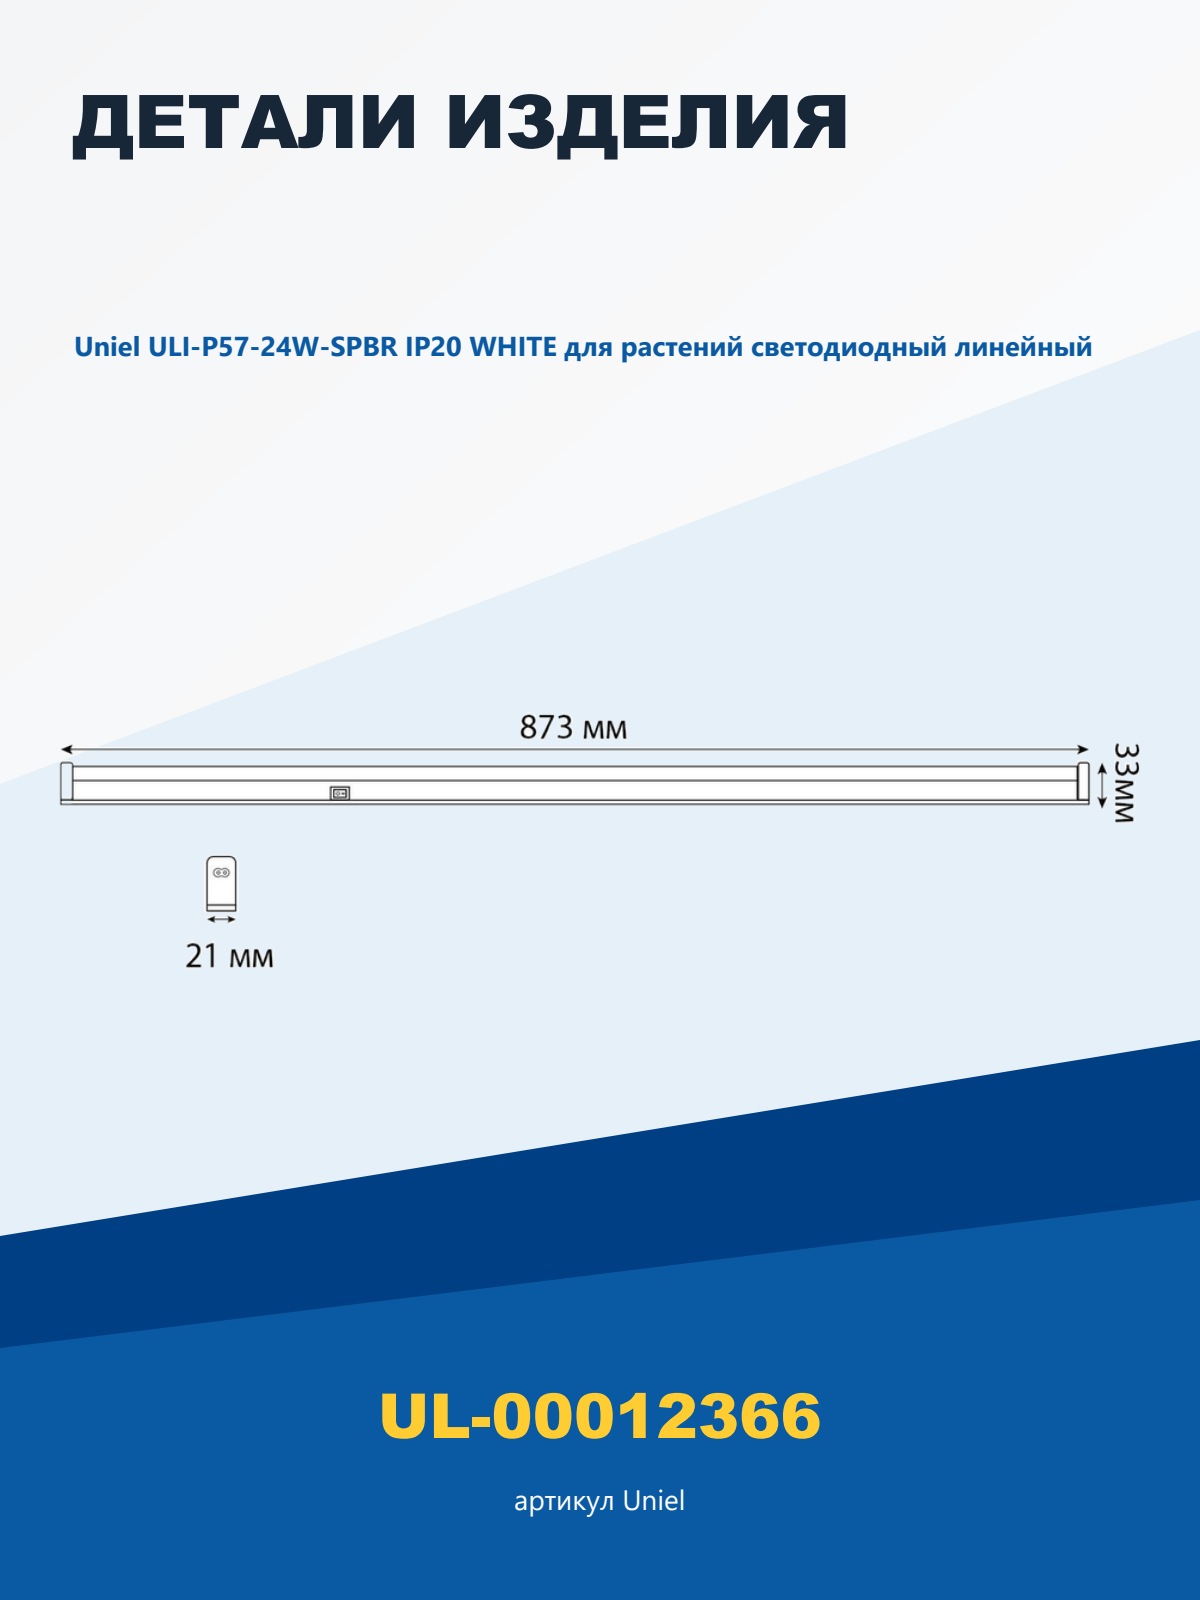 ДЕТАЛИ ИЗДЕЛИЯ
Uniel ULI-P57-24W-SPBR IP20 WHITE для растений светодиодный линейный
873 мм
33мм
21 мм
UL-00012366
артикул Uniel